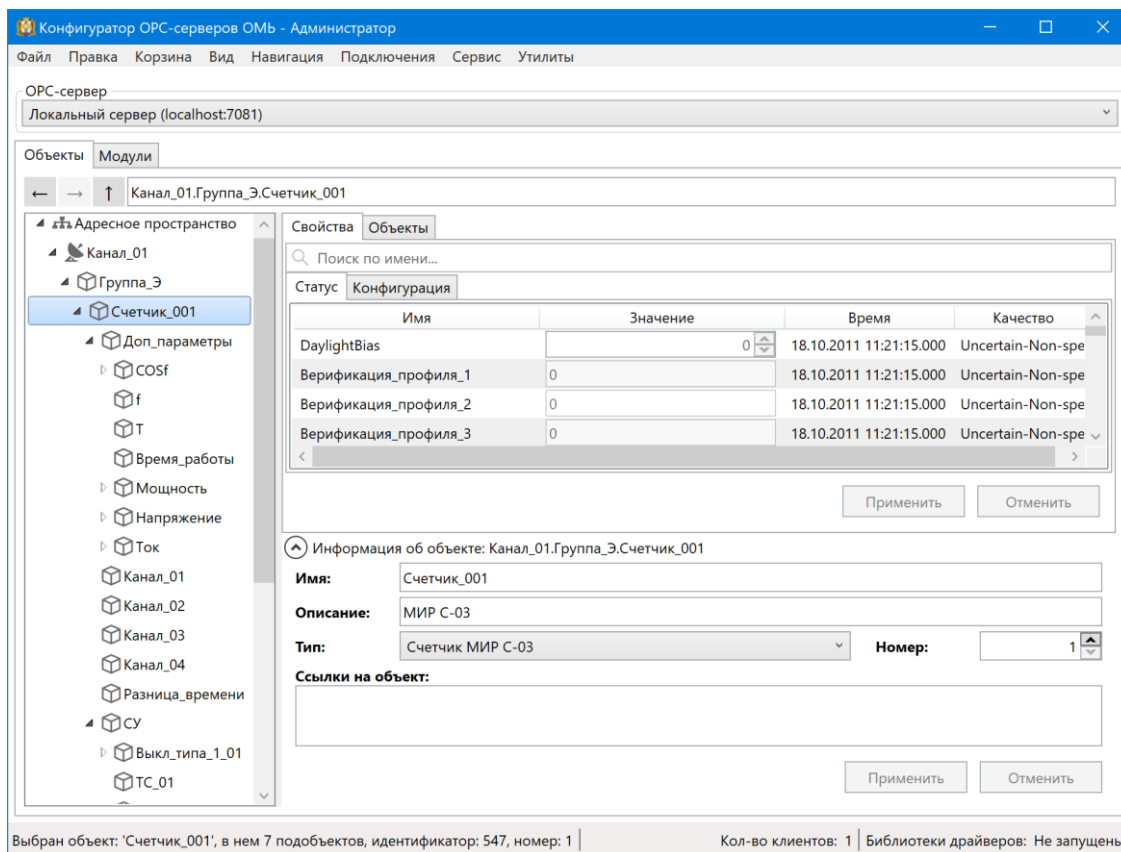 Конфигуратор ОРС-серверов ОМЬ - Администратор
Файл Правка Корзина Вид Навигация Подключения Сервис Утилиты
ОРС-сервер
Локальный сервер (localhost:7081)
Объекты Модули
← → ↑ Канал_01.Группа_Э.Счетчик_001
Адресное пространство
Канал_01
Группа_Э
Счетчик_001
Доп_параметры
COSf
f
T
Время_работы
Мощность
Напряжение
Ток
Канал_01
Канал_02
Канал_03
Канал_04
Разница_времени
СУ
Выкл_типа_1_01
ТС_01
Свойства Объекты
Поиск по имени...
Статус Конфигурация
Имя Значение Время Качество
DaylightBias 0 18.10.2011 11:21:15.000 Uncertain-Non-spe
Верификация_профиля_1 0 18.10.2011 11:21:15.000 Uncertain-Non-spe
Верификация_профиля_2 0 18.10.2011 11:21:15.000 Uncertain-Non-spe
Верификация_профиля_3 0 18.10.2011 11:21:15.000 Uncertain-Non-spe
Применить Отменить
Информация об объекте: Канал_01.Группа_Э.Счетчик_001
Имя: Счетчик_001
Описание: МИР С-03
Тип: Счетчик МИР С-03 Номер: 1
Ссылки на объект:
Применить Отменить
Выбран объект: 'Счетчик_001', в нем 7 подобъектов, идентификатор: 547, номер: 1 Кол-во клиентов: 1 Библиотеки драйверов: Не запущены